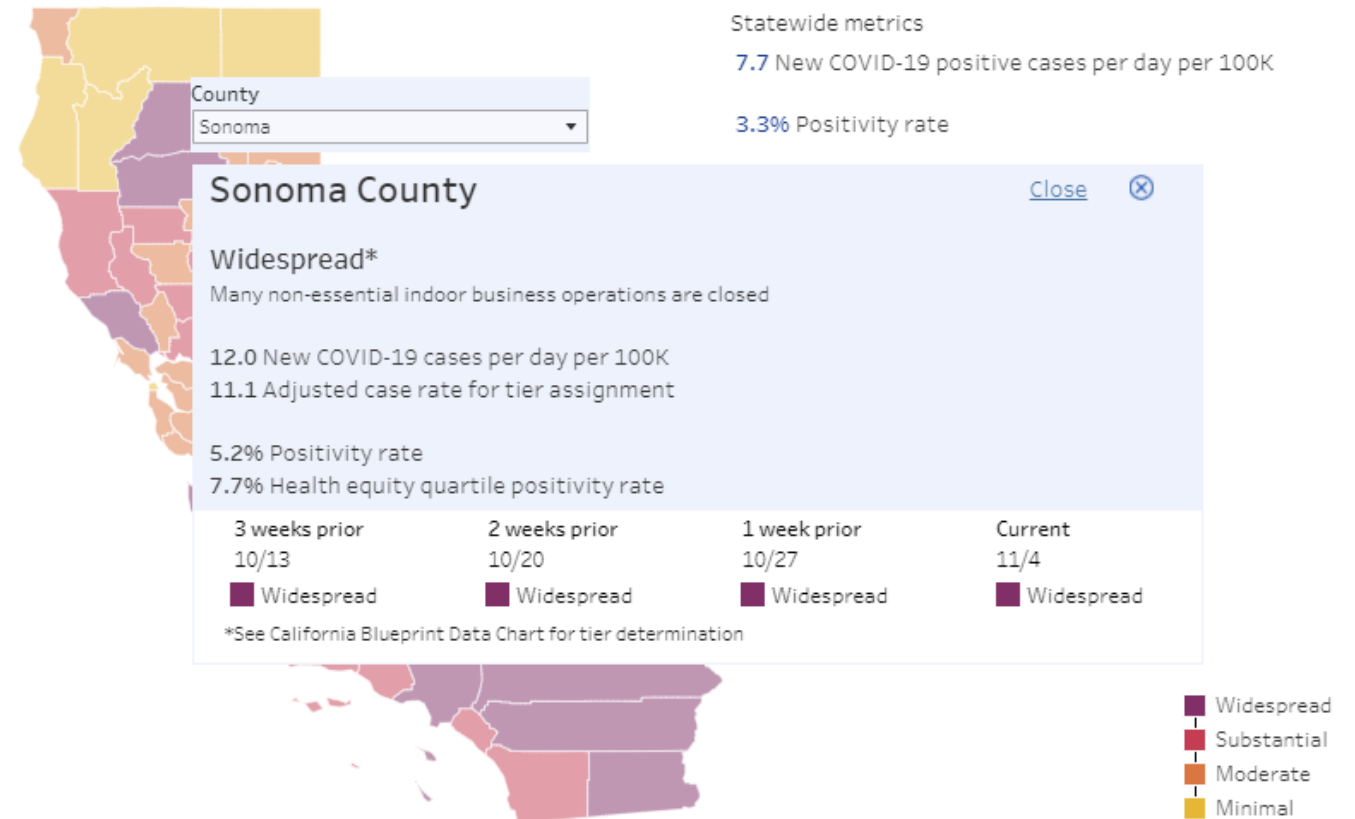 Statewide metrics
7.7 New COVID-19 positive cases per day per 100K
3.3% Positivity rate
County
Sonoma
Sonoma County
Close
Widespread*
Many non-essential indoor business operations are closed
12.0 New COVID-19 cases per day per 100K
11.1 Adjusted case rate for tier assignment
5.2% Positivity rate
7.7% Health equity quartile positivity rate
3 weeks prior 2 weeks prior 1 week prior Current
10/13 10/20 10/27 11/4
Widespread Widespread Widespread Widespread
*See California Blueprint Data Chart for tier determination
Widespread
Substantial
Moderate
Minimal